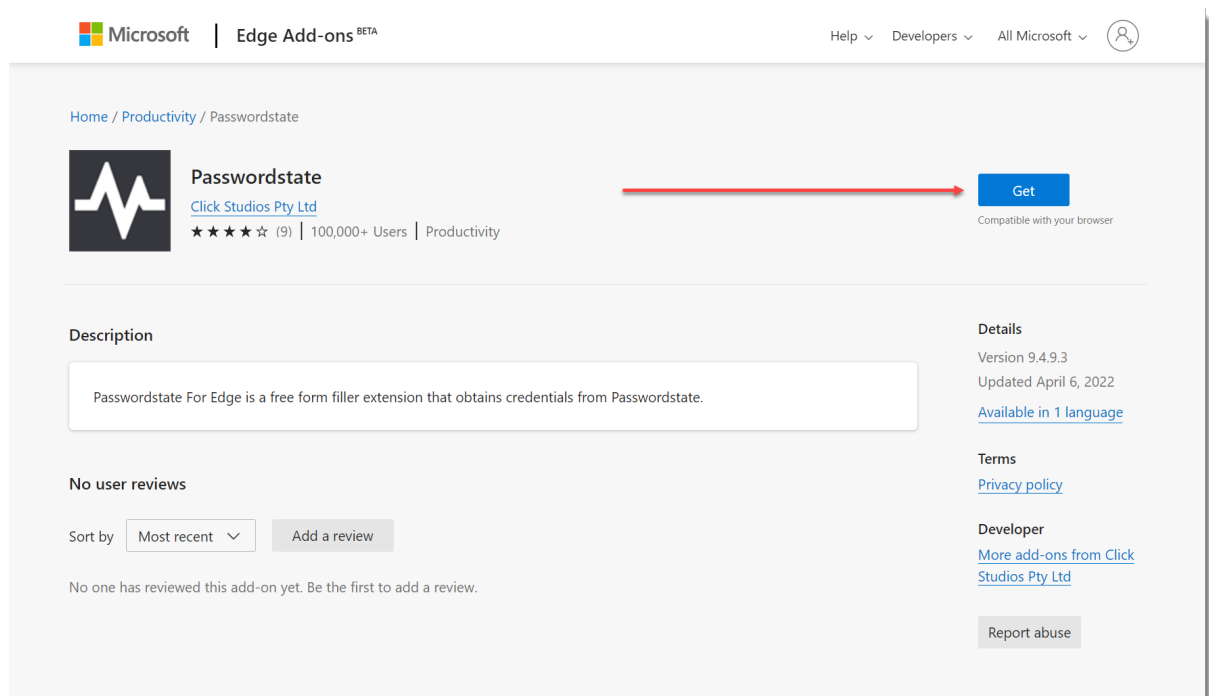 Microsoft
Edge Add-ons BETA
Help
Developers
All Microsoft
Home / Productivity / Passwordstate
Passwordstate
Click Studios Pty Ltd
(9) | 100,000+ Users | Productivity
Get
Compatible with your browser
Description
Passwordstate For Edge is a free form filler extension that obtains credentials from Passwordstate.
No user reviews
Sort by
Most recent
Add a review
No one has reviewed this add-on yet. Be the first to add a review.
Details
Version 9.4.9.3
Updated April 6, 2022
Available in 1 language
Terms
Privacy policy
Developer
More add-ons from Click
Studios Pty Ltd
Report abuse